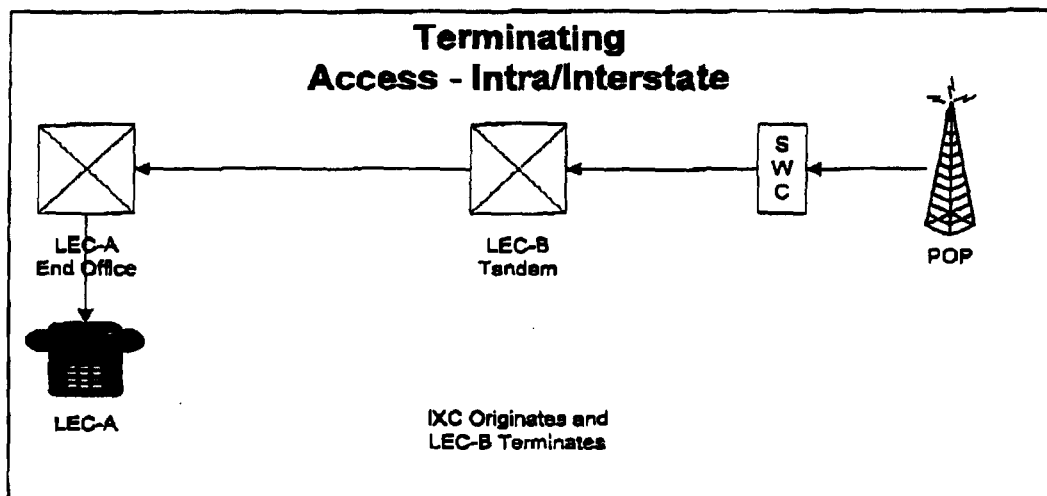 Terminating
Access - Intra/Interstate
S
W
C
LEC-A
End Office
LEC-B
Tandem
POP
LEC-A
IXC Originates and
LEC-B Terminates